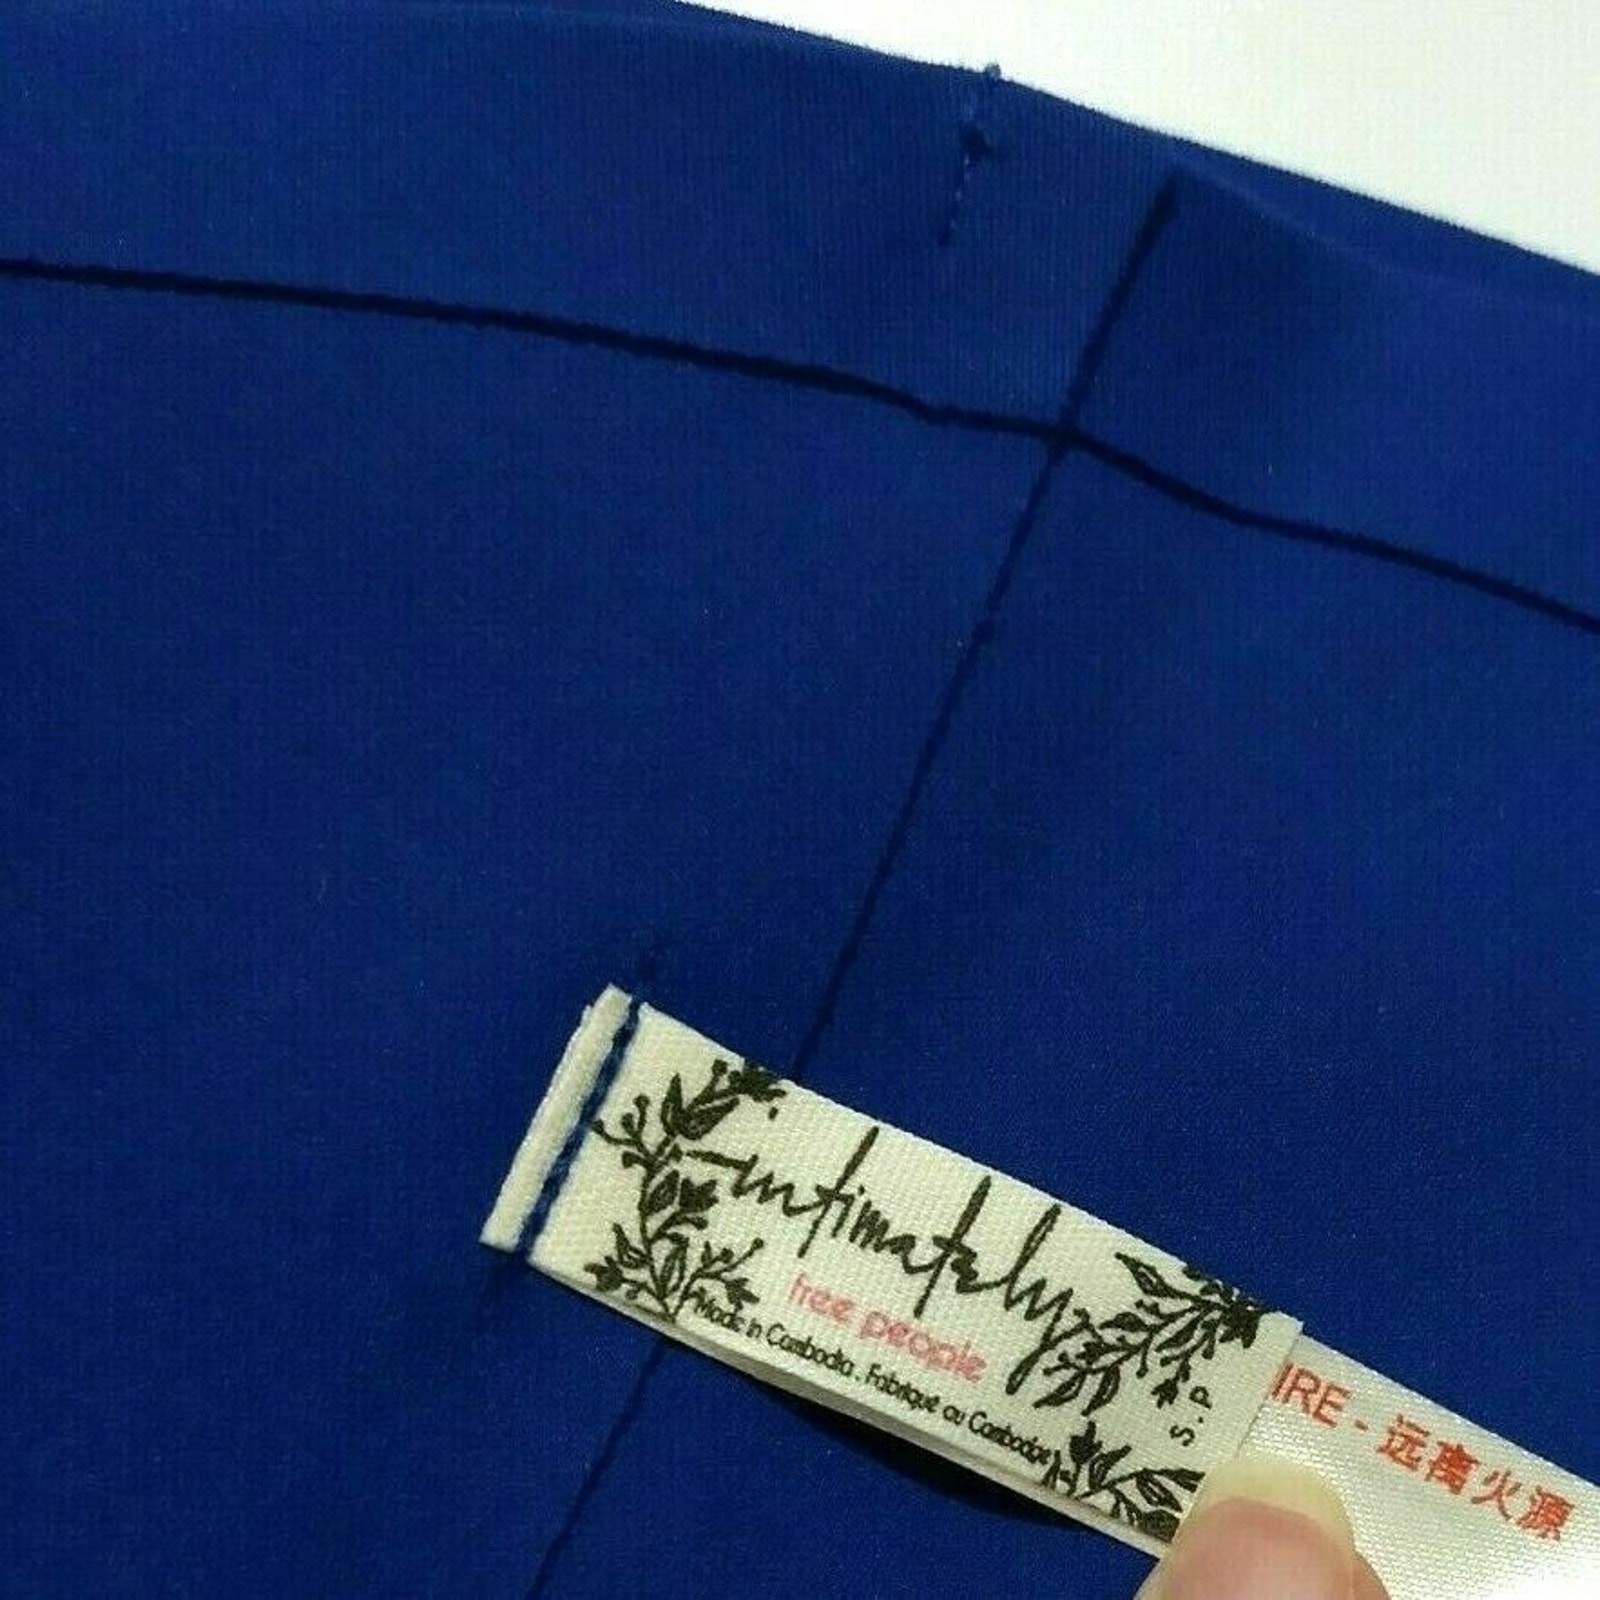 intimately
free people
Made in Cambodia . Fabriqué au Cambodge
S.P
IRE - 远离火源